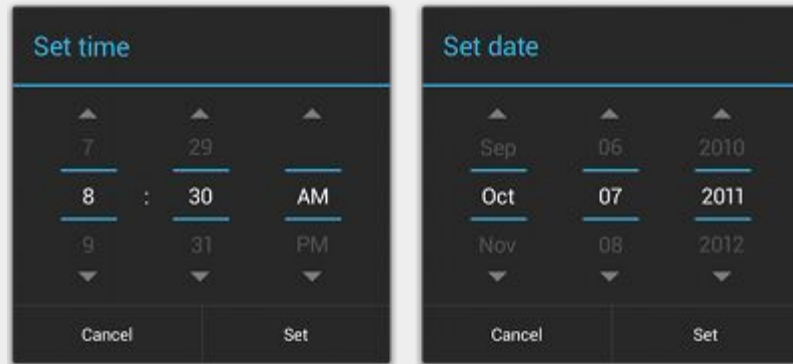 Set time
7 29
8 : 30 AM
9 31 PM
Cancel Set
Set date
Sep 06 2010
Oct 07 2011
Nov 08 2012
Cancel Set